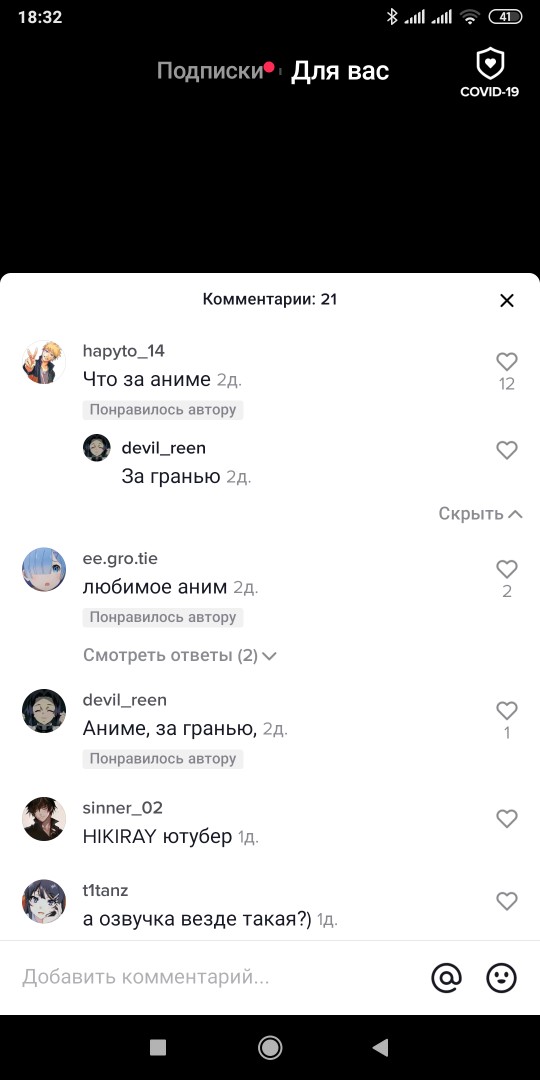 18:32
41
Подписки Для вас
COVID-19
Комментарии: 21
hapyto_14
Что за аниме 2д.
12
Понравилось автору
devil_reen
За гранью 2д.
Скрыть
ee.gro.tie
любимое аним 2д.
2
Понравилось автору
Смотреть ответы (2)
devil_reen
Аниме, за гранью, 2д.
1
Понравилось автору
sinner_02
HIKIRAY ютубер 1д.
t1tanz
а озвучка везде такая?) 1д.
Добавить комментарий...